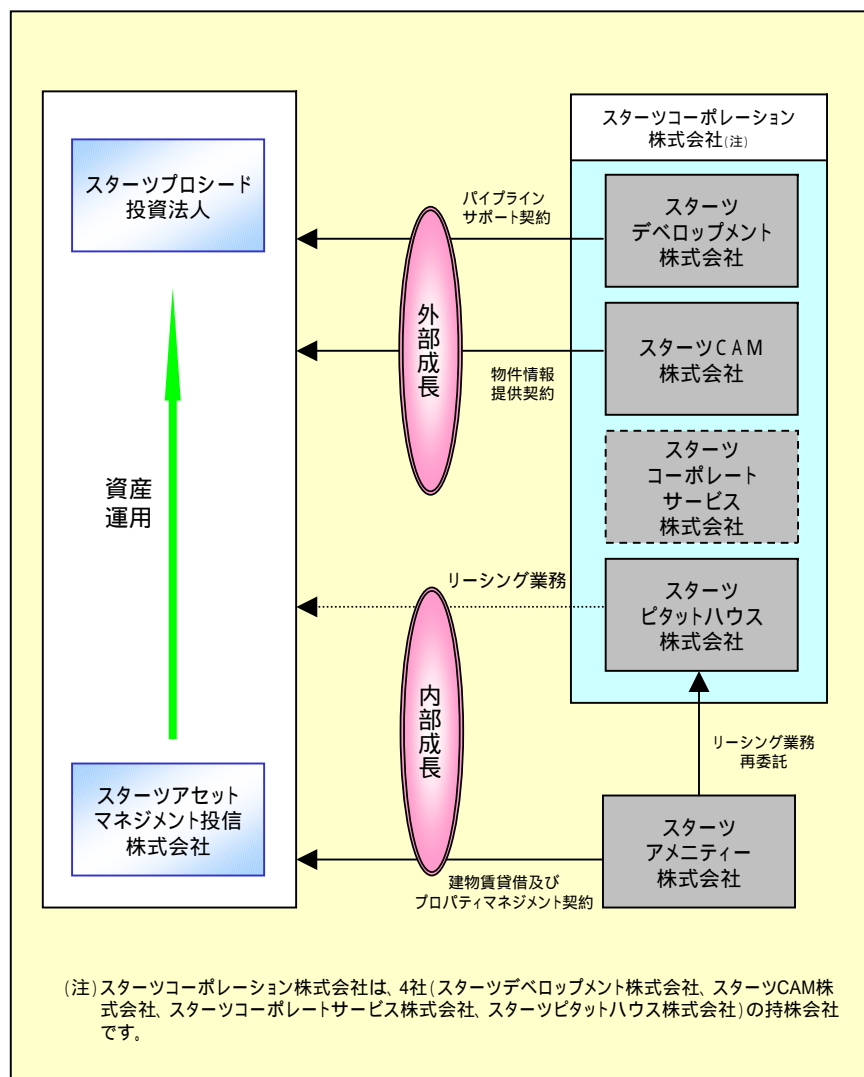 スターツプロシード
投資法人
資産
運用
スターツアセット
マネジメント投信
株式会社
外部成長
内部成長
パイプライン
サポート契約
物件情報
提供契約
リーシング業務
建物賃貸借及び
プロパティマネジメント契約
スターツコーポレーション
株式会社(注)
スターツ
デベロップメント
株式会社
スターツCAM
株式会社
スターツ
コーポレート
サービス
株式会社
スターツ
ピタットハウス
株式会社
リーシング業務
再委託
スターツ
アメニティー
株式会社
(注)スターツコーポレーション株式会社は、4社(スターツデベロップメント株式会社、スターツCAM株
式会社、スターツコーポレートサービス株式会社、スターツピタットハウス株式会社)の持株会社
です。